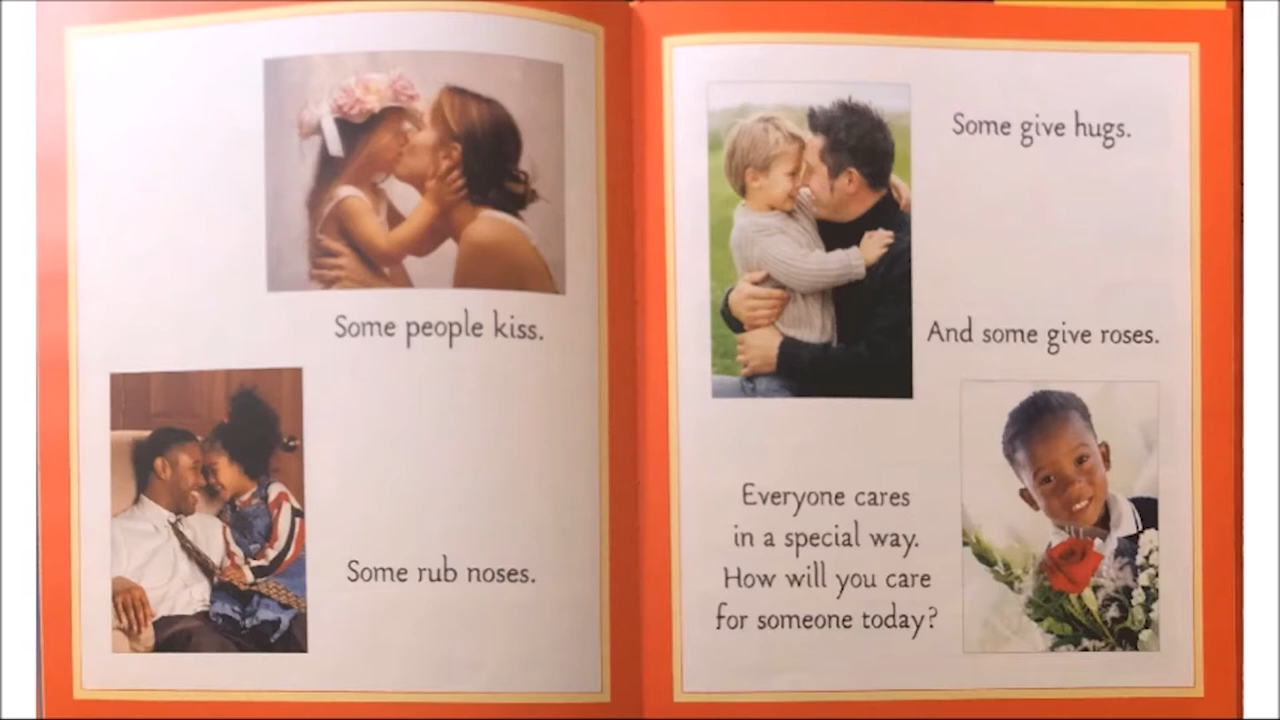 Some people kiss.
Some rub noses.
Some give hugs.
And some give roses.
Everyone cares
in a special way.
How will you care
for someone today?